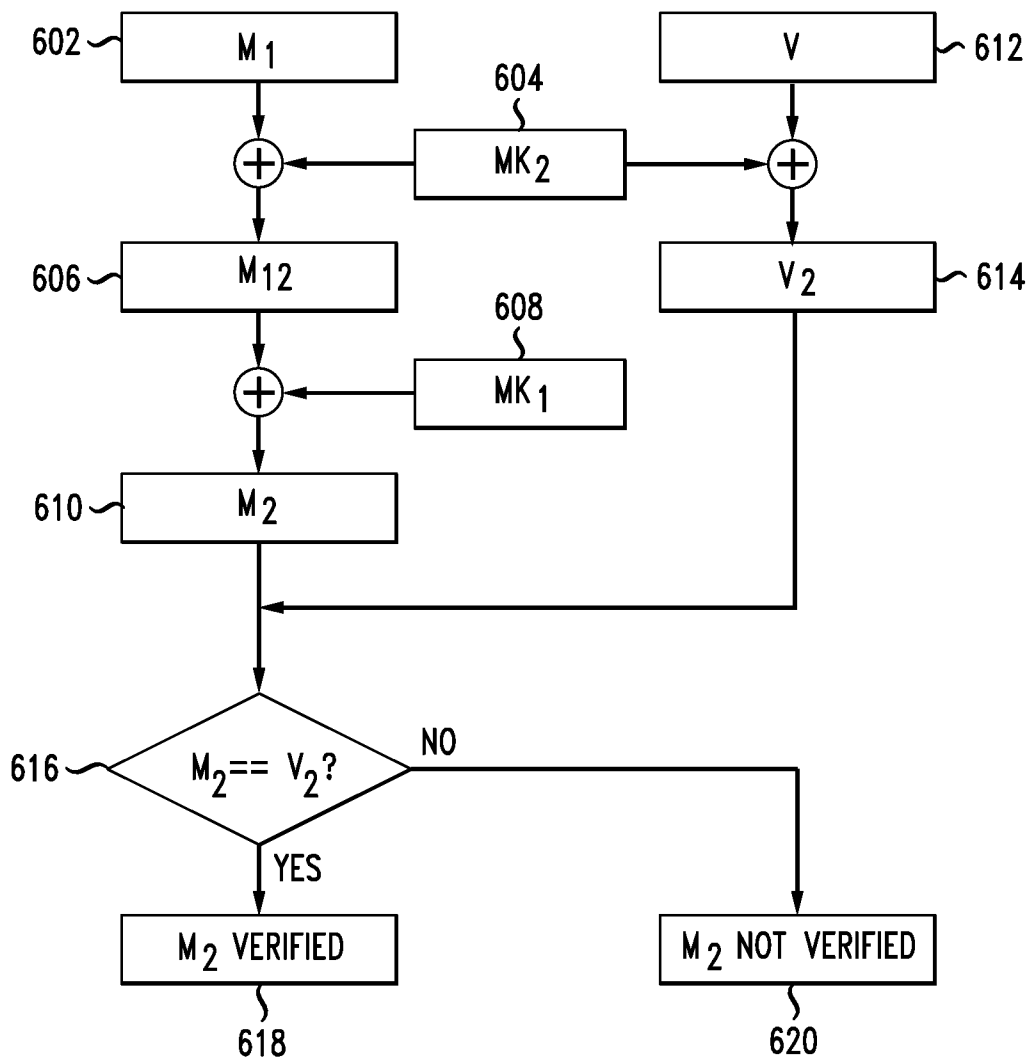 602 M₁ V 612
604
+ MK₂ +
606 M₁₂ V₂ 614
608
+ MK₁
610 M₂
616 M₂== V₂? NO
YES
M₂ VERIFIED M₂ NOT VERIFIED
618 620